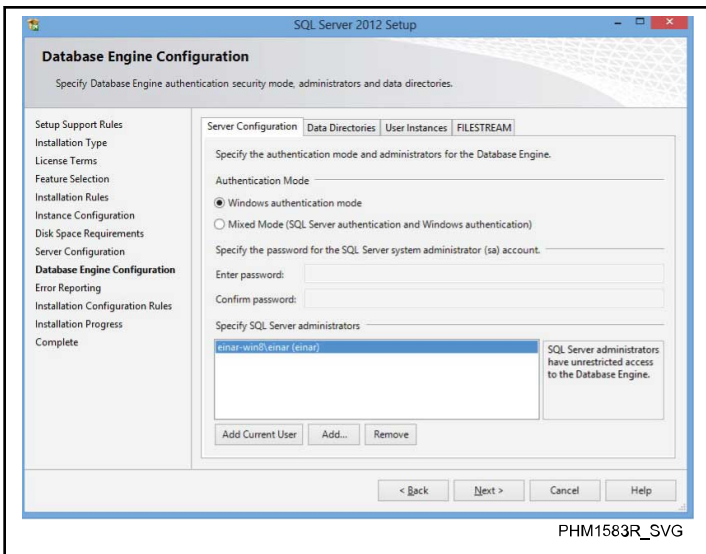 SQL Server 2012 Setup
Database Engine Configuration
Specify Database Engine authentication security mode, administrators and data directories.
Setup Support Rules
Installation Type
License Terms
Feature Selection
Installation Rules
Instance Configuration
Disk Space Requirements
Server Configuration
Database Engine Configuration
Error Reporting
Installation Configuration Rules
Installation Progress
Complete
Server Configuration Data Directories User Instances FILESTREAM
Specify the authentication mode and administrators for the Database Engine.
Authentication Mode
Windows authentication mode
Mixed Mode (SQL Server authentication and Windows authentication)
Specify the password for the SQL Server system administrator (sa) account.
Enter password:
Confirm password:
Specify SQL Server administrators
einar-win8\einar (einar)
SQL Server administrators
have unrestricted access
to the Database Engine.
Add Current User Add... Remove
< Back Next > Cancel Help
PHM1583R_SVG